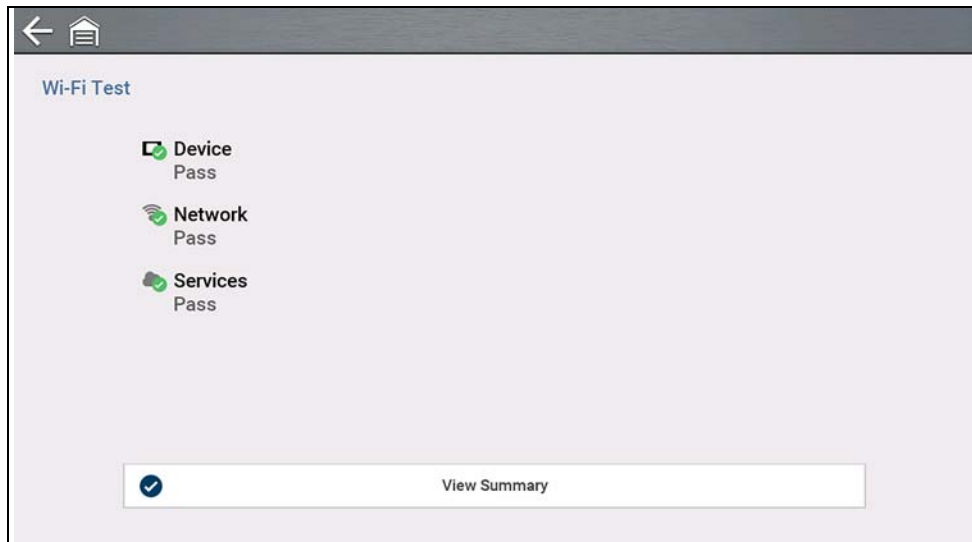 Wi-Fi Test
Device
Pass
Network
Pass
Services
Pass
View Summary